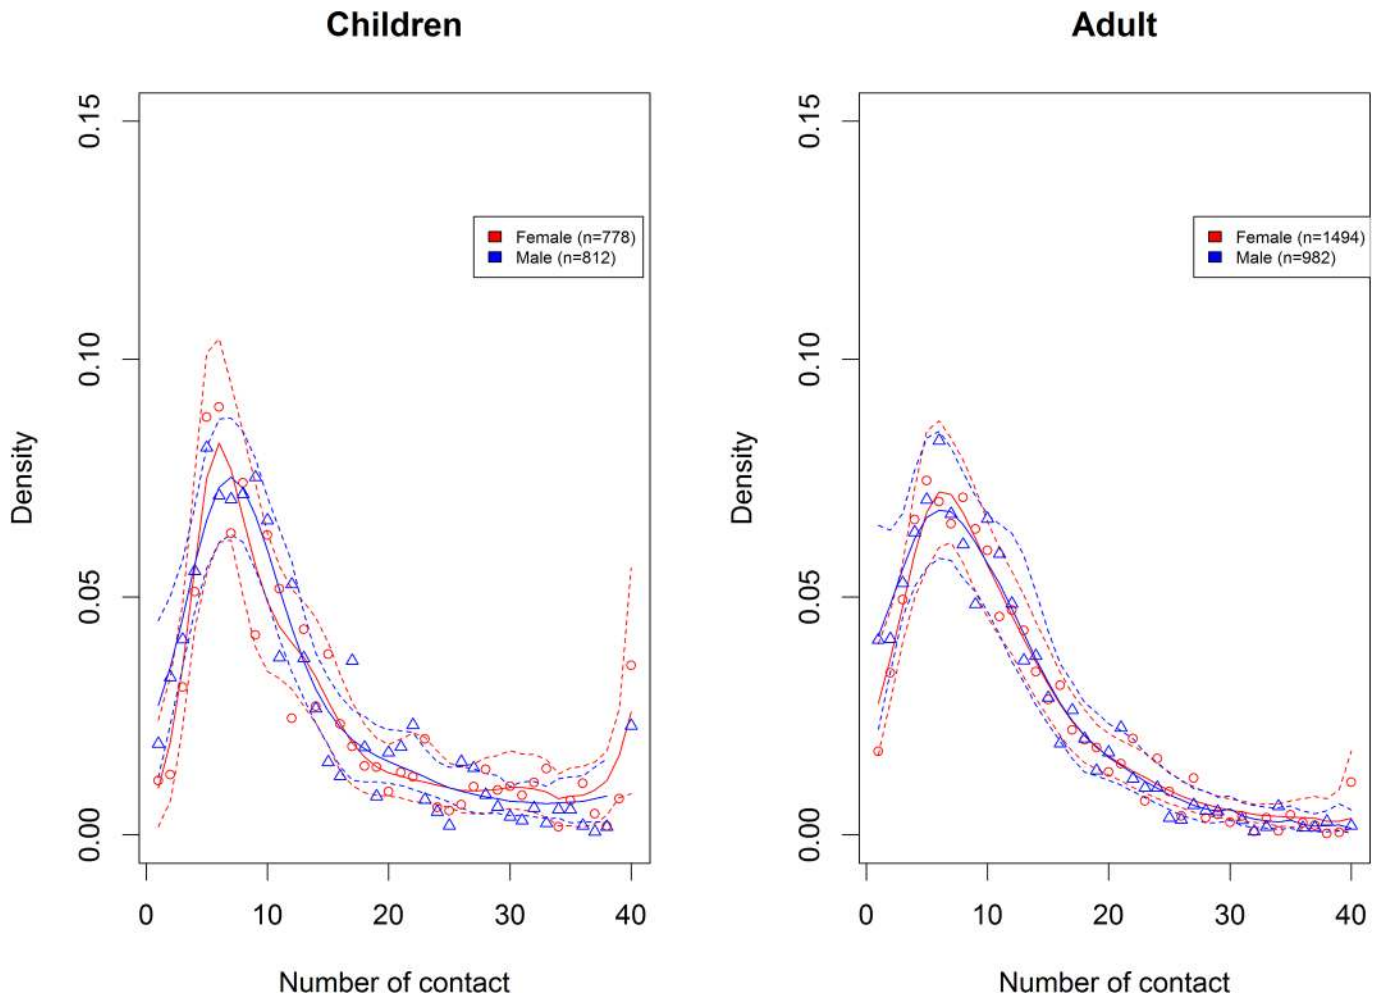 Children
Density
0.15
0.10
0.05
0.00
Female (n=778)
Male (n=812)
0 10 20 30 40
Number of contact
Adult
Density
0.15
0.10
0.05
0.00
Female (n=1494)
Male (n=982)
0 10 20 30 40
Number of contact